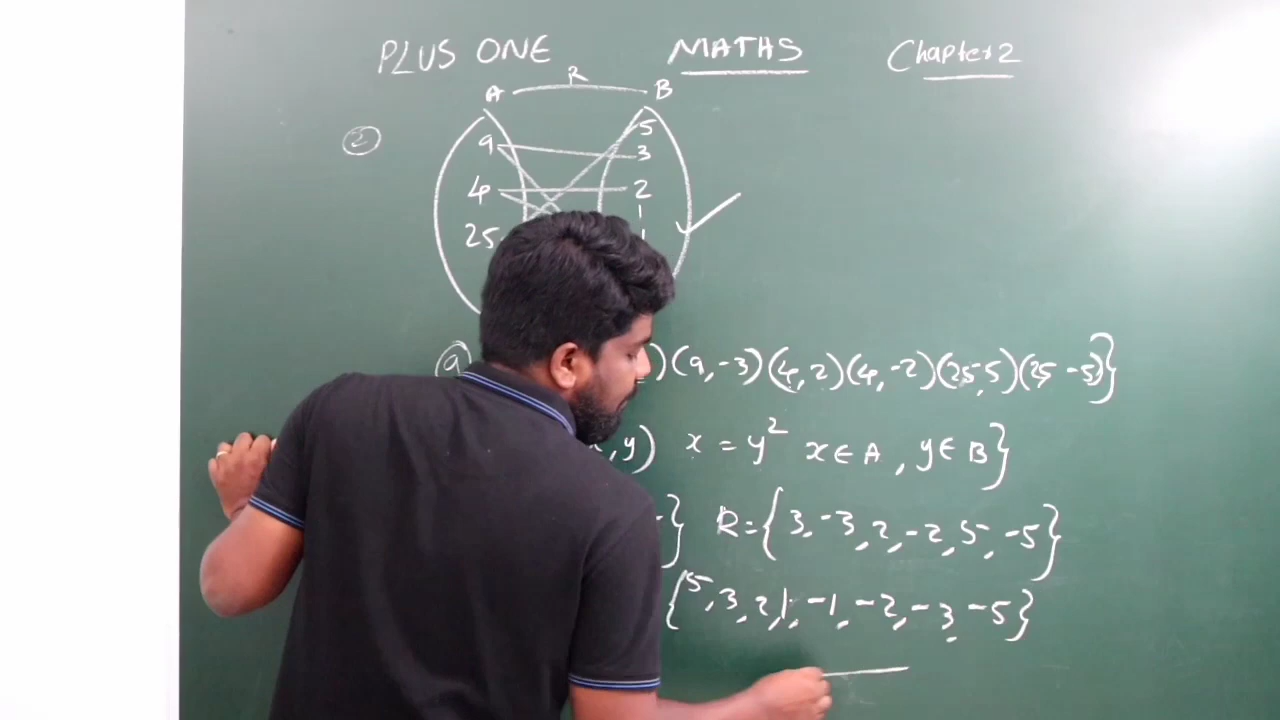 PLUS ONE MATHS Chapter 2
R
A B
2
5
9 3
4 2
1
25
a ) (9, -3) (4, 2) (4, -2) (25, 5) (25 -5)}
, y) x = y² x ∈ A , y ∈ B}
} R = {3, -3, 2, -2, 5, -5}
{5, 3, 2, 1, -1, -2, -3 -5}